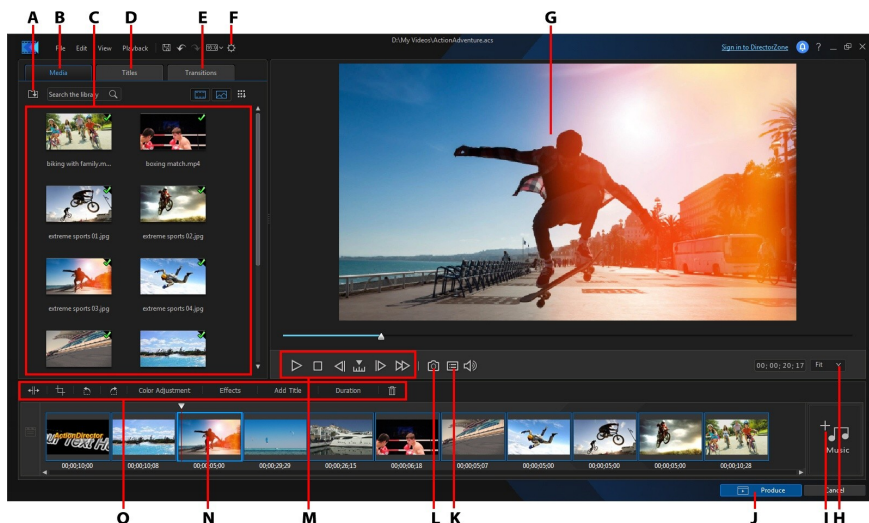 A B C D E F G
D:\My Videos\ActionAdventure.acs
File Edit View Playback
Sign in to DirectorZone
?
Media Titles Transitions
Search the library
biking with family.m...
boxing match.mp4
extreme sports 01.jpg
extreme sports 02.jpg
extreme sports 03.jpg
extreme sports 04.jpg
00; 00; 20; 17
Fit
Color Adjustment Effects Add Title Duration
ActionDirector
00;00;10;00
00;00;10;08
00;00;05;00
00;00;29;29
00;00;26;15
00;00;06;18
00;00;05;07
00;00;05;00
00;00;05;00
00;00;05;00
00;00;10;28
Music
Produce
Cancel
O N M L K J I H